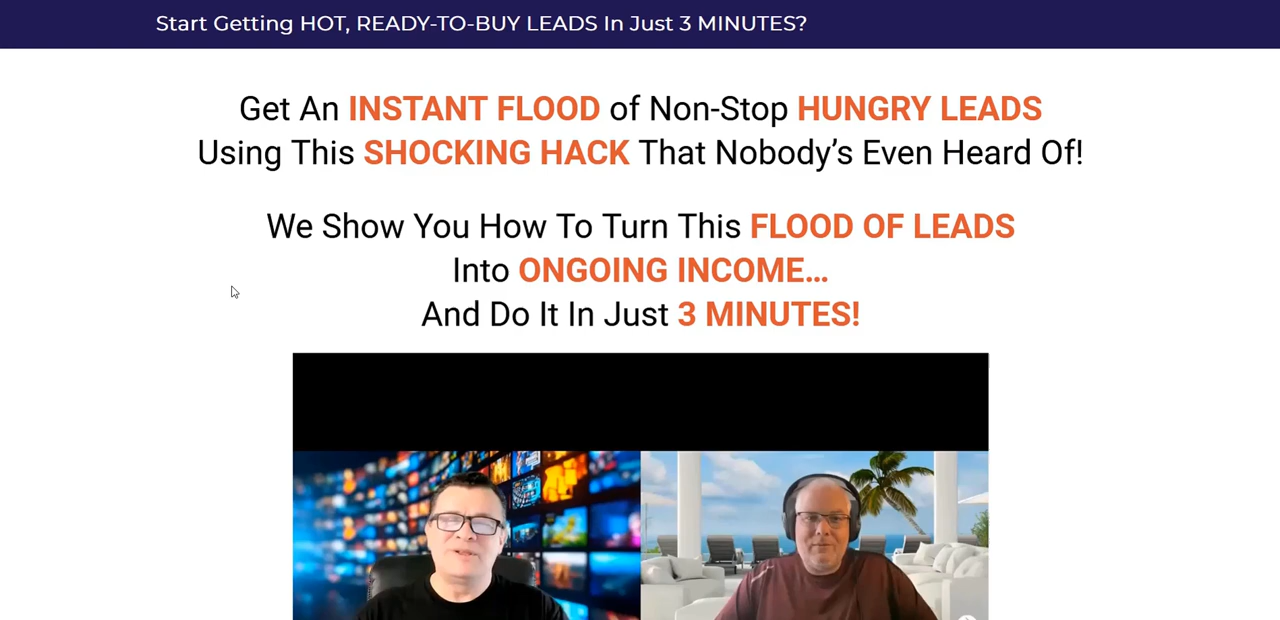 Start Getting HOT, READY-TO-BUY LEADS In Just 3 MINUTES?
Get An INSTANT FLOOD of Non-Stop HUNGRY LEADS
Using This SHOCKING HACK That Nobody's Even Heard Of!
We Show You How To Turn This FLOOD OF LEADS
Into ONGOING INCOME...
And Do It In Just 3 MINUTES!